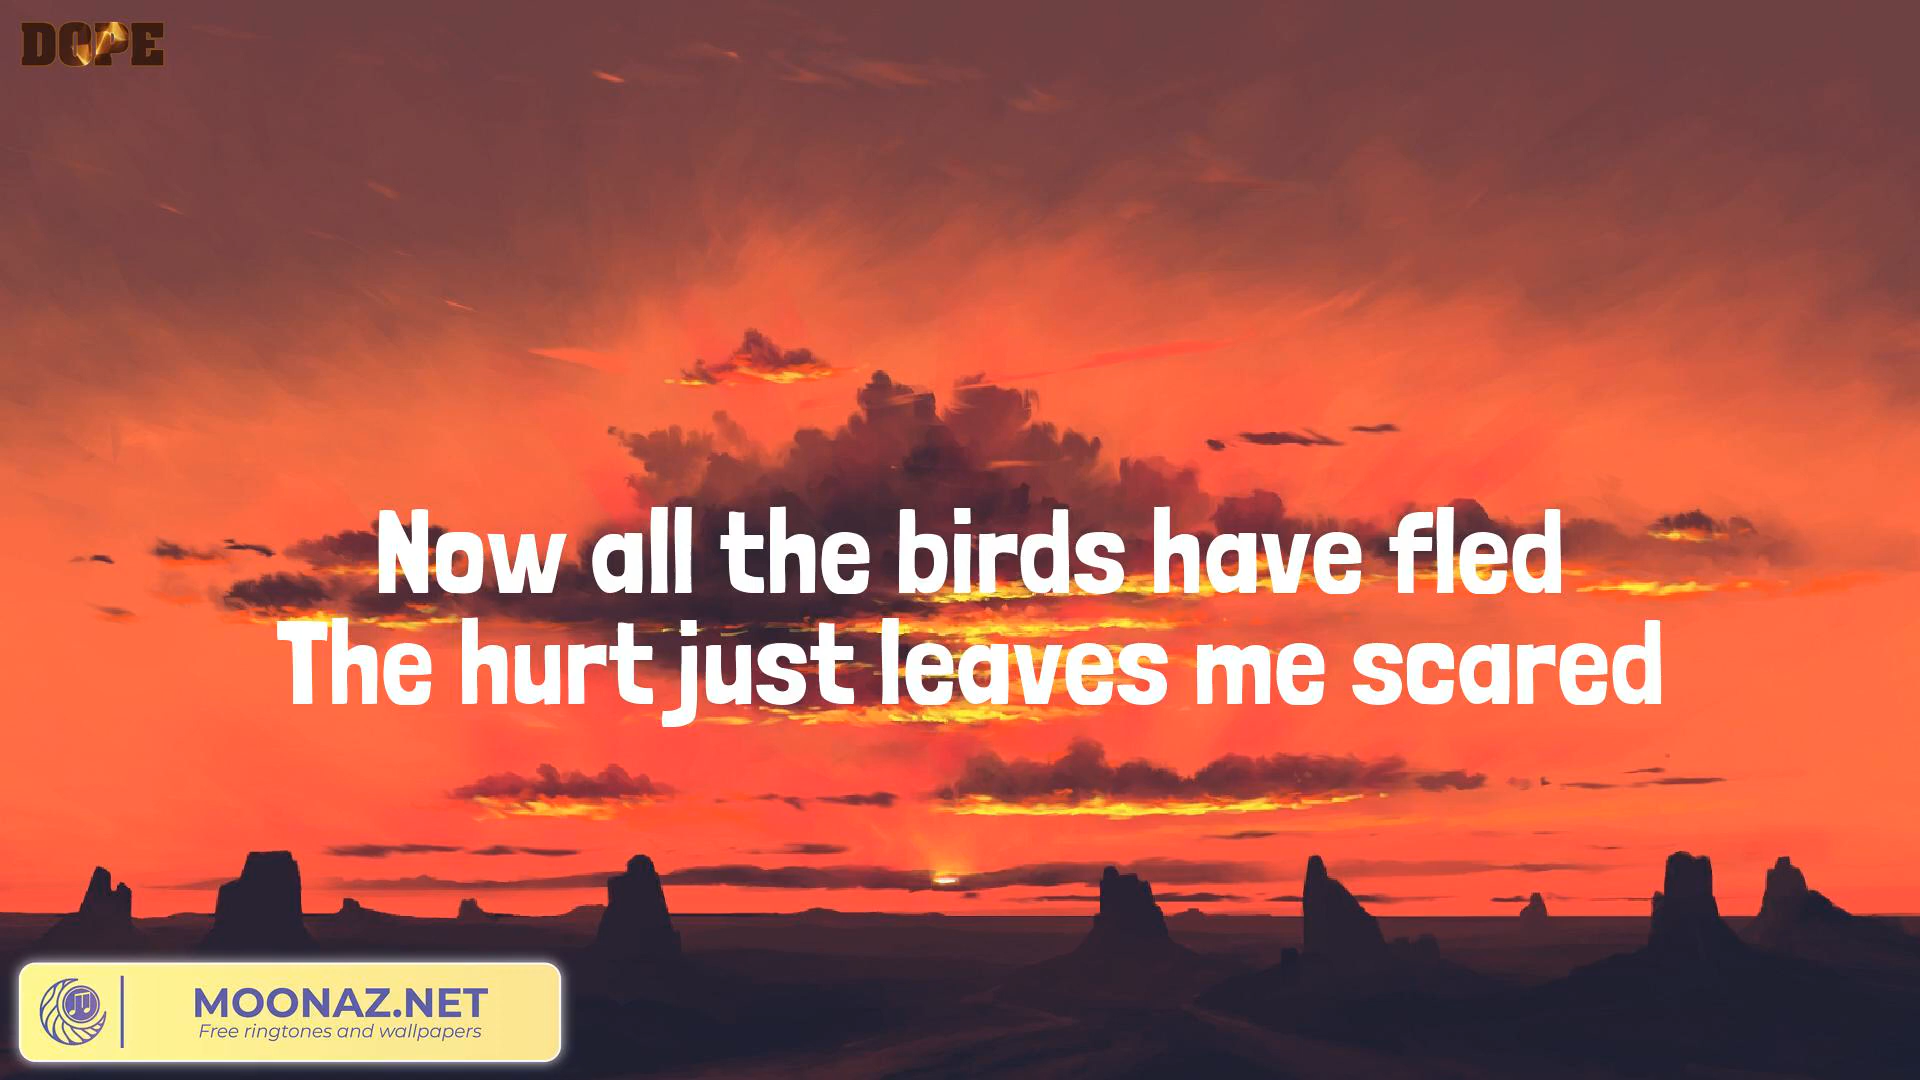 DOPE
Now all the birds have fled
The hurt just leaves me scared
MOONAZ.NET
Free ringtones and wallpapers